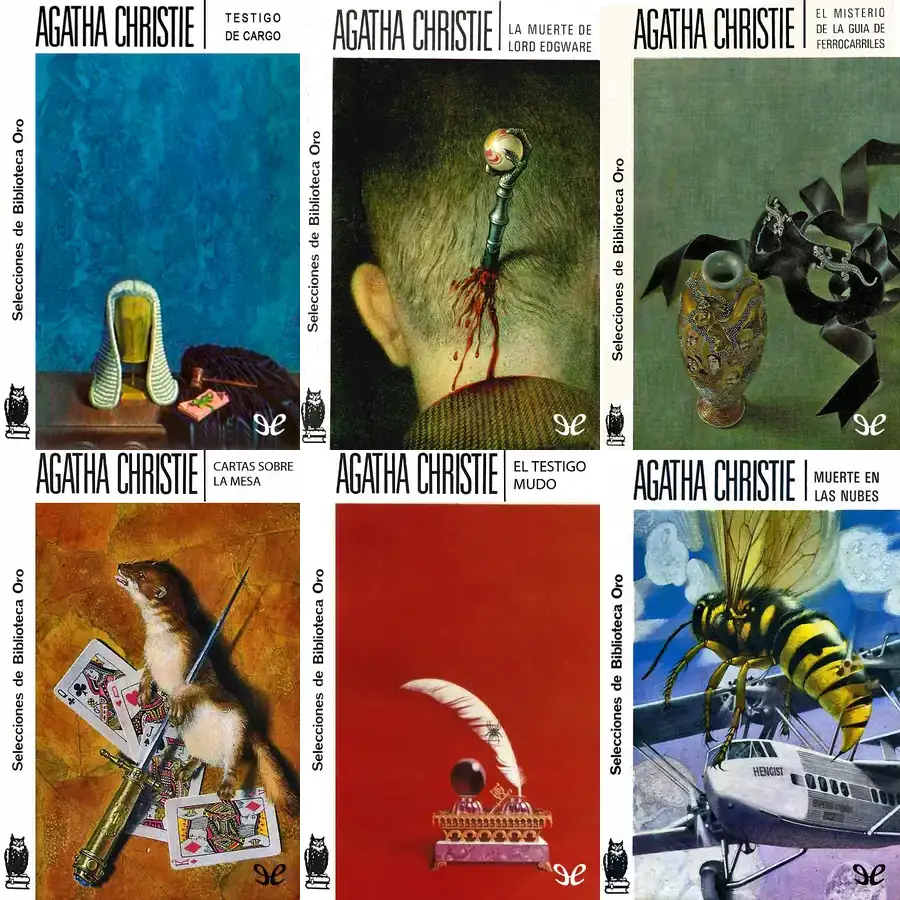 AGATHA CHRISTIE
TESTIGO
DE CARGO
Selecciones de Biblioteca Oro
AGATHA CHRISTIE
LA MUERTE DE
LORD EDGWARE
Selecciones de Biblioteca Oro
AGATHA CHRISTIE
EL MISTERIO
DE LA GUIA DE
FERROCARRILES
Selecciones de Biblioteca Oro
AGATHA CHRISTIE
CARTAS SOBRE
LA MESA
Selecciones de Biblioteca Oro
Q
J
K
AGATHA CHRISTIE
EL TESTIGO
MUDO
Selecciones de Biblioteca Oro
AGATHA CHRISTIE
MUERTE EN
LAS NUBES
Selecciones de Biblioteca Oro
HENGIST